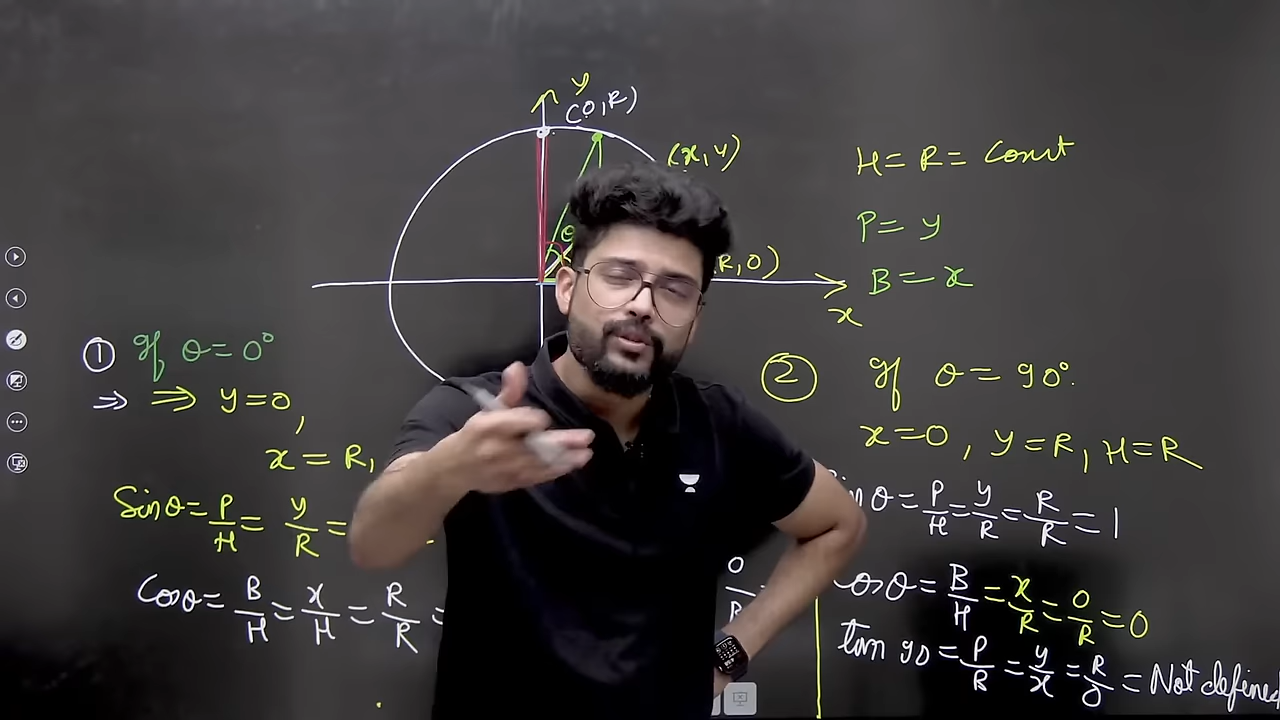 y
(0,R)
(x,y)
θ
R,0)
x
H = R = Const
P = y
B = x
① If θ = 0°
⇒ ⇒ y=0,
x = R,
Sinθ = P/H = y/R =
Cosθ = B/H = x/H = R/R =
0/R
② If θ = 90°.
x=0, y=R, H=R
in θ = P/H = y/R = R/R = 1
osθ = B/H = x/R = 0/R = 0
tan 90 = P/B = y/x = R/0 = Not defined